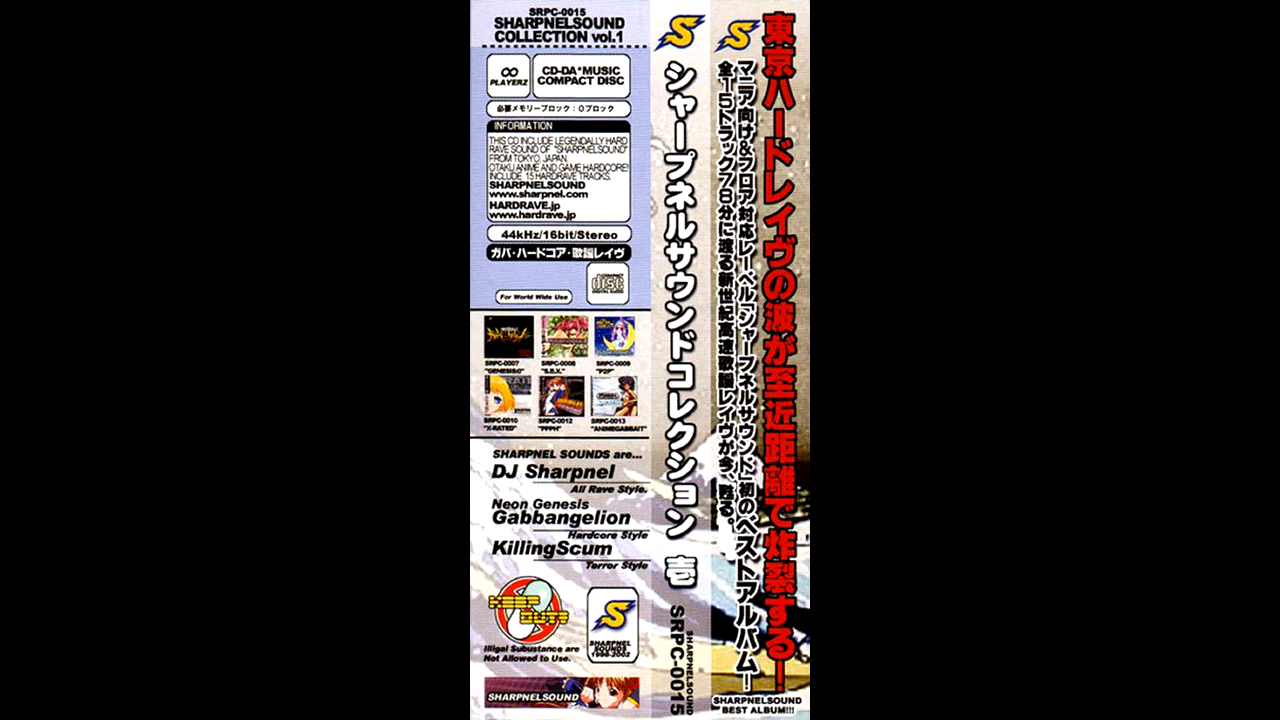 SRPC-0015
SHARPNELSOUND
COLLECTION vol.1
∞
PLAYERZ
CD-DA*MUSIC
COMPACT DISC
必要メモリーブロック：0ブロック
INFORMATION
THIS CD INCLUDE LEGENDALLY HARD
RAVE SOUND OF "SHARPNELSOUND"
FROM TOKYO, JAPAN.
OTAKU ANIME AND GAME HARDCORE!
INCLUDE 15 HARDRAVE TRACKS.
SHARPNELSOUND
www.sharpnel.com
HARDRAVE.jp
www.hardrave.jp
44kHz/16bit/Stereo
ガバ・ハードコア・歌謡レイヴ
COMPACT
disc
DIGITAL AUDIO
For World Wide Use
SRPC-0007
"GENESISQ"
SRPC-0008
"S.E.X."
SRPC-0009
"P2P"
SRPC-0010
"X-RATED"
SRPC-0012
"PPPH"
SRPC-0013
"ANIMEGABBAIT"
SHARPNEL SOUNDS are...
DJ Sharpnel
All Rave Style.
Neon Genesis
Gabbangelion
Hardcore Style
KillingScum
Terror Style
KEEP
OUT!
Illigal Subustance are
Not Allowed to Use.
S
SHARPNEL
SOUNDS
1998-2002
SHARPNELSOUND
S
シャープネルサウンドコレクション 壱
SHARPNELSOUND
SRPC-0015
東京ハードレイヴの波が至近距離で炸裂する！
S
マニア向け&フロア対応レーベル「シャープネルサウンド」初のベストアルバム！
全15トラック78分に渡る新世紀高速歌謡レイヴが今、甦る。
SHARPNELSOUND
BEST ALBUM!!!